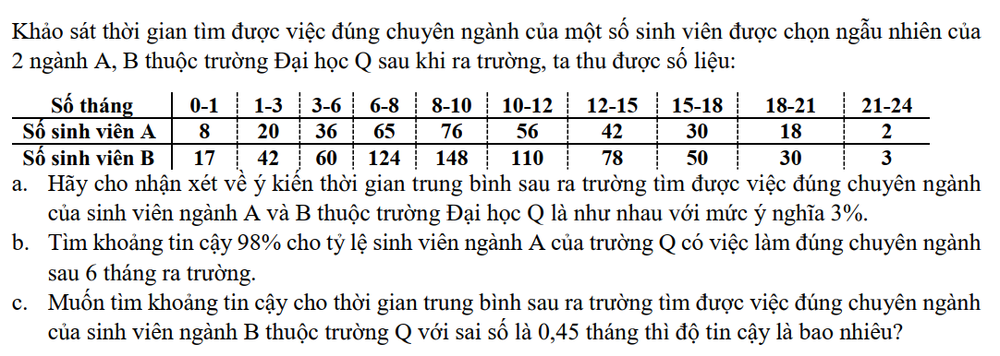 Khảo sát thời gian tìm được việc đúng chuyên ngành của một số sinh viên được chọn ngẫu nhiên của
2 ngành A, B thuộc trường Đại học Q sau khi ra trường, ta thu được số liệu:
Số tháng 0-1 1-3 3-6 6-8 8-10 10-12 12-15 15-18 18-21 21-24
Số sinh viên A 8 20 36 65 76 56 42 30 18 2
Số sinh viên B 17 42 60 124 148 110 78 50 30 3
a. Hãy cho nhận xét về ý kiến thời gian trung bình sau ra trường tìm được việc đúng chuyên ngành
của sinh viên ngành A và B thuộc trường Đại học Q là như nhau với mức ý nghĩa 3%.
b. Tìm khoảng tin cậy 98% cho tỷ lệ sinh viên ngành A của trường Q có việc làm đúng chuyên ngành
sau 6 tháng ra trường.
c. Muốn tìm khoảng tin cậy cho thời gian trung bình sau ra trường tìm được việc đúng chuyên ngành
của sinh viên ngành B thuộc trường Q với sai số là 0,45 tháng thì độ tin cậy là bao nhiêu?